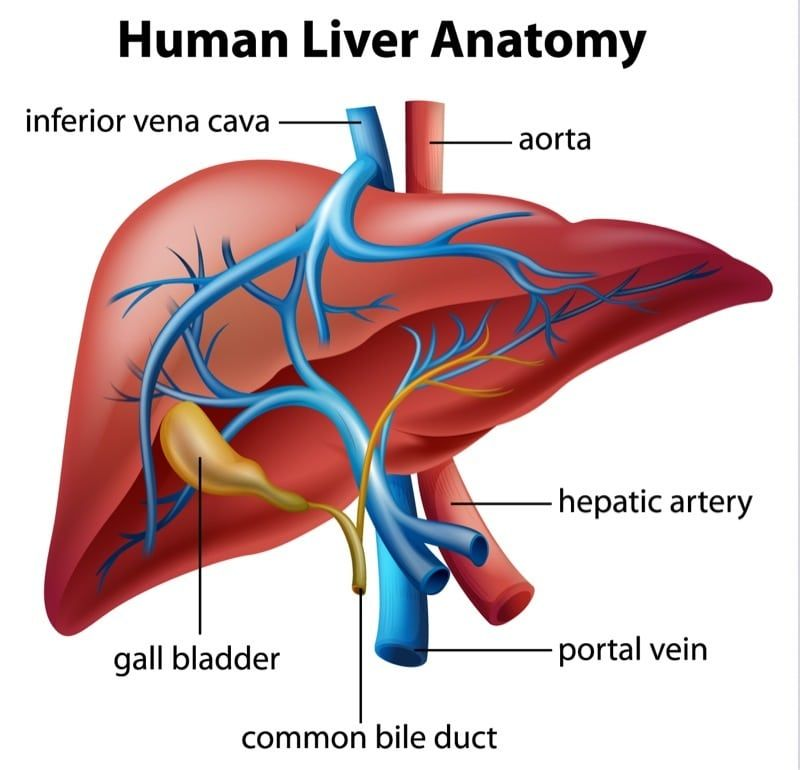 Human Liver Anatomy
inferior vena cava
aorta
hepatic artery
gall bladder
portal vein
common bile duct